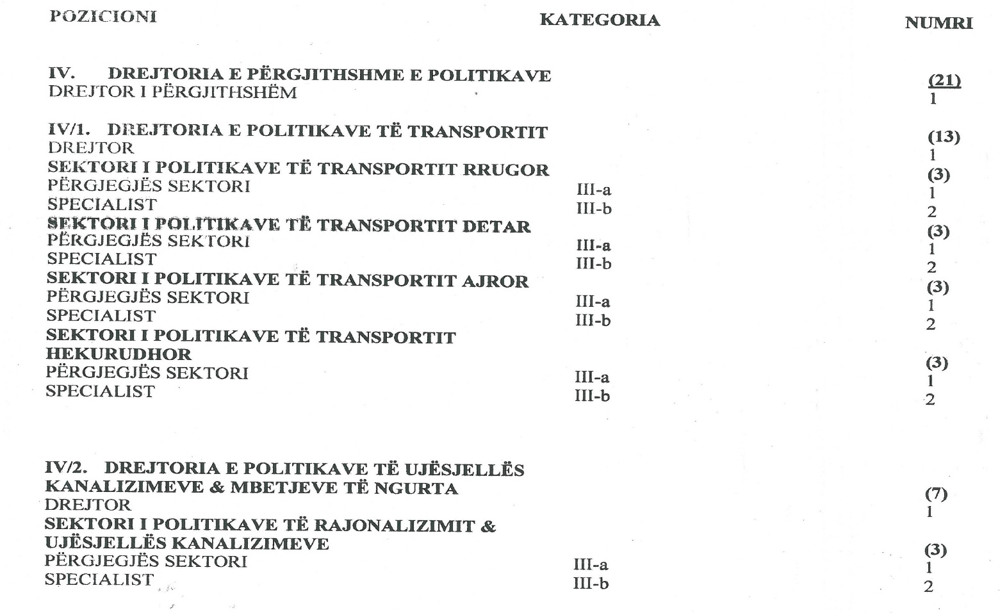 POZICIONI KATEGORIA NUMRI
IV. DREJTORIA E PËRGJITHSHME E POLITIKAVE (21)
DREJTOR I PËRGJITHSHËM 1
IV/1. DREJTORIA E POLITIKAVE TË TRANSPORTIT (13)
DREJTOR 1
SEKTORI I POLITIKAVE TË TRANSPORTIT RRUGOR (3)
PËRGJEGJËS SEKTORI III-a 1
SPECIALIST III-b 2
SEKTORI I POLITIKAVE TË TRANSPORTIT DETAR (3)
PËRGJEGJËS SEKTORI III-a 1
SPECIALIST III-b 2
SEKTORI I POLITIKAVE TË TRANSPORTIT AJROR (3)
PËRGJEGJËS SEKTORI III-a 1
SPECIALIST III-b 2
SEKTORI I POLITIKAVE TË TRANSPORTIT
HEKURUDHOR (3)
PËRGJEGJËS SEKTORI III-a 1
SPECIALIST III-b 2
IV/2. DREJTORIA E POLITIKAVE TË UJËSJELLËS
KANALIZIMEVE & MBETJEVE TË NGURTA (7)
DREJTOR 1
SEKTORI I POLITIKAVE TË RAJONALIZIMIT &
UJËSJELLËS KANALIZIMEVE (3)
PËRGJEGJËS SEKTORI III-a 1
SPECIALIST III-b 2